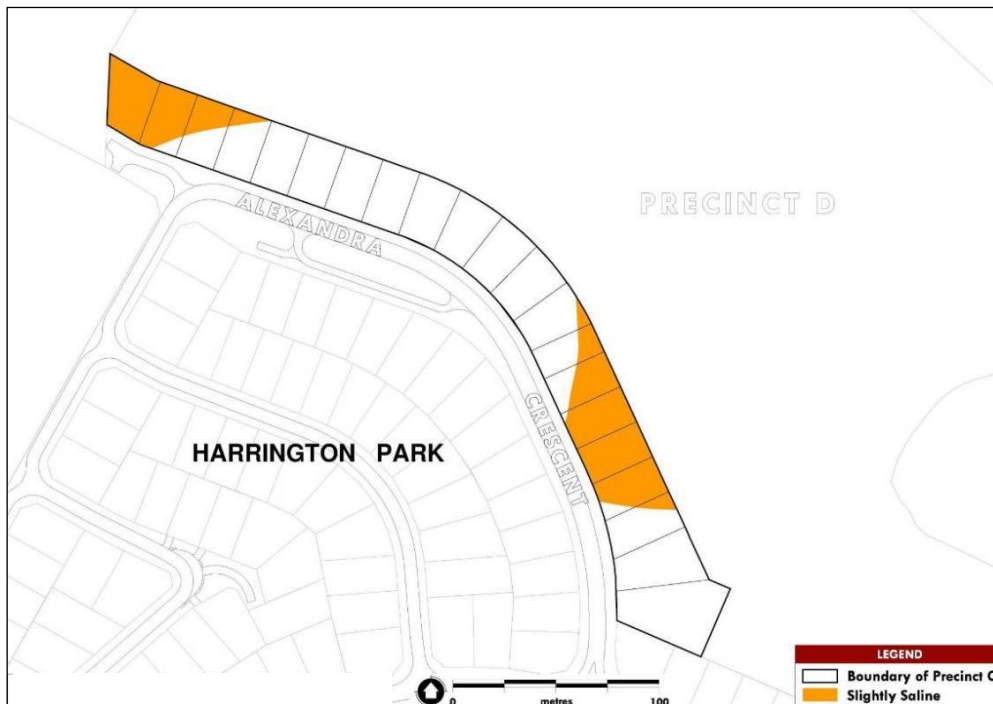 PRECINCT D
ALEXANDRA
CRESCENT
HARRINGTON PARK
LEGEND
Boundary of Precinct C
Slightly Saline
0 metres 100